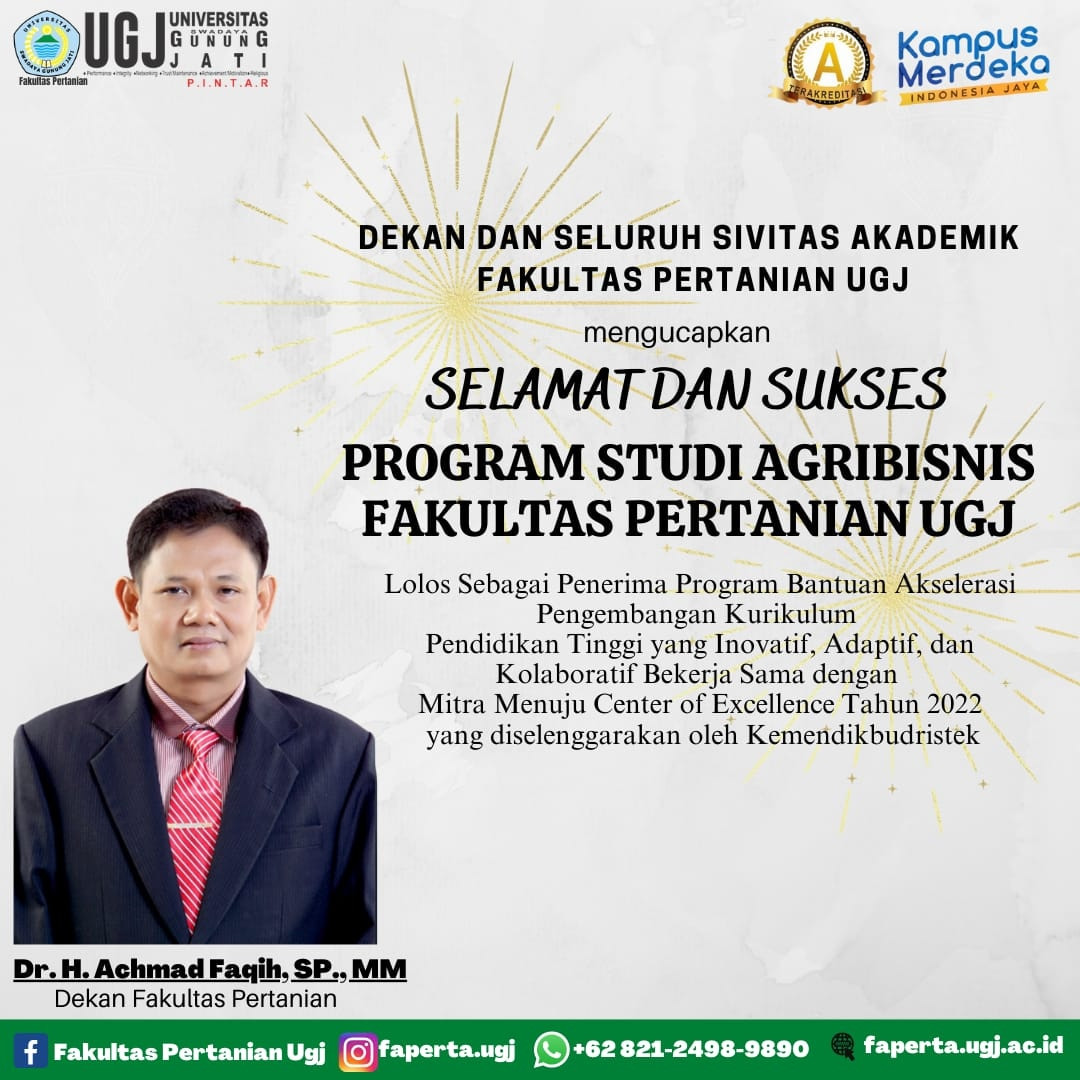 UNIVERSITAS
SWADAYA GUNUNG JATI
Fakultas Pertanian
UGJ
UNIVERSITAS
SWADAYA
GUNUNG
JATI
P.I.N.T.A.R
A
TERAKREDITASI
Kampus
Merdeka
INDONESIA JAYA
DEKAN DAN SELURUH SIVITAS AKADEMIK
FAKULTAS PERTANIAN UGJ
mengucapkan
SELAMAT DAN SUKSES
PROGRAM STUDI AGRIBISNIS
FAKULTAS PERTANIAN UGJ
Lolos Sebagai Penerima Program Bantuan Akselerasi
Pengembangan Kurikulum
Pendidikan Tinggi yang Inovatif, Adaptif, dan
Kolaboratif Bekerja Sama dengan
Mitra Menuju Center of Excellence Tahun 2022
yang diselenggarakan oleh Kemendikbudristek
Dr. H. Achmad Faqih, SP., MM
Dekan Fakultas Pertanian
Fakultas Pertanian Ugj faperta.ugj +62 821-2498-9890 faperta.ugj.ac.id